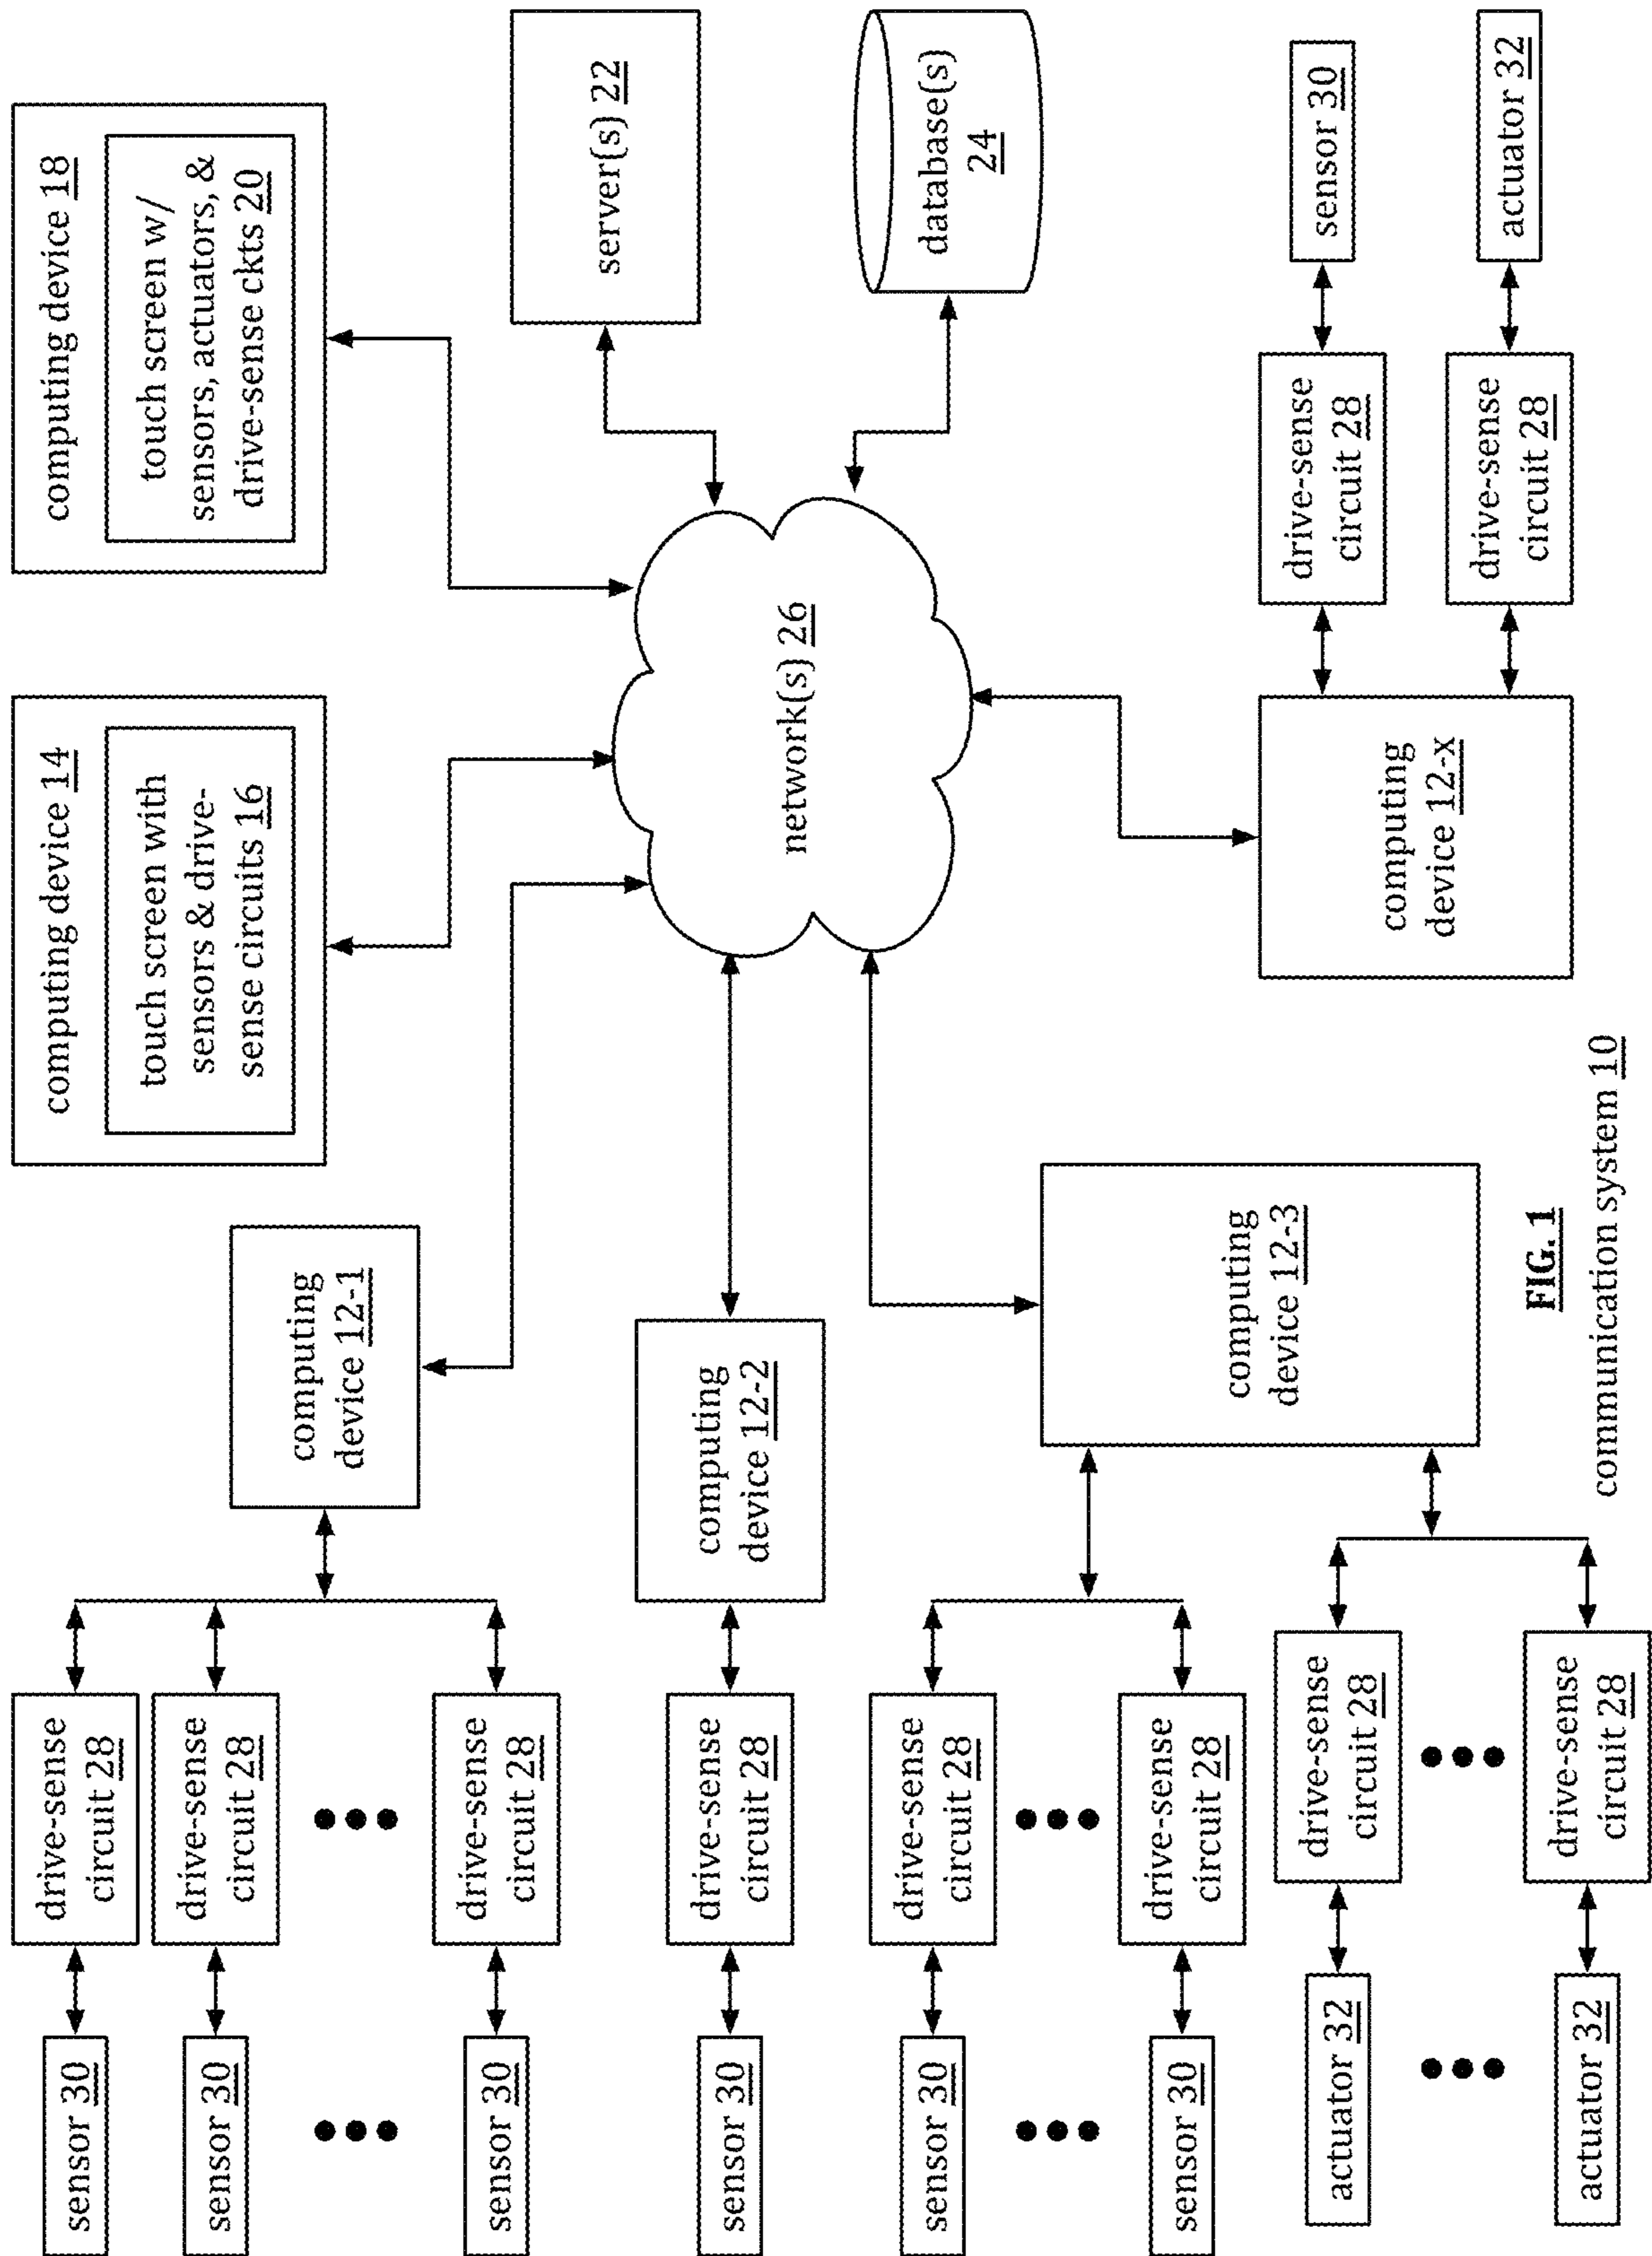 sensor 30
drive-sense
circuit 28
sensor 30
drive-sense
circuit 28
sensor 30
drive-sense
circuit 28
computing
device 12-1
computing device 14
touch screen with
sensors & drive-
sense circuits 16
computing device 18
touch screen w/
sensors, actuators, &
drive-sense ckts 20
sensor 30
drive-sense
circuit 28
computing
device 12-2
network(s) 26
server(s) 22
database(s)
24
sensor 30
drive-sense
circuit 28
sensor 30
drive-sense
circuit 28
computing
device 12-3
actuator 32
drive-sense
circuit 28
actuator 32
drive-sense
circuit 28
computing
device 12-x
drive-sense
circuit 28
sensor 30
drive-sense
circuit 28
actuator 32
FIG. 1
communication system 10